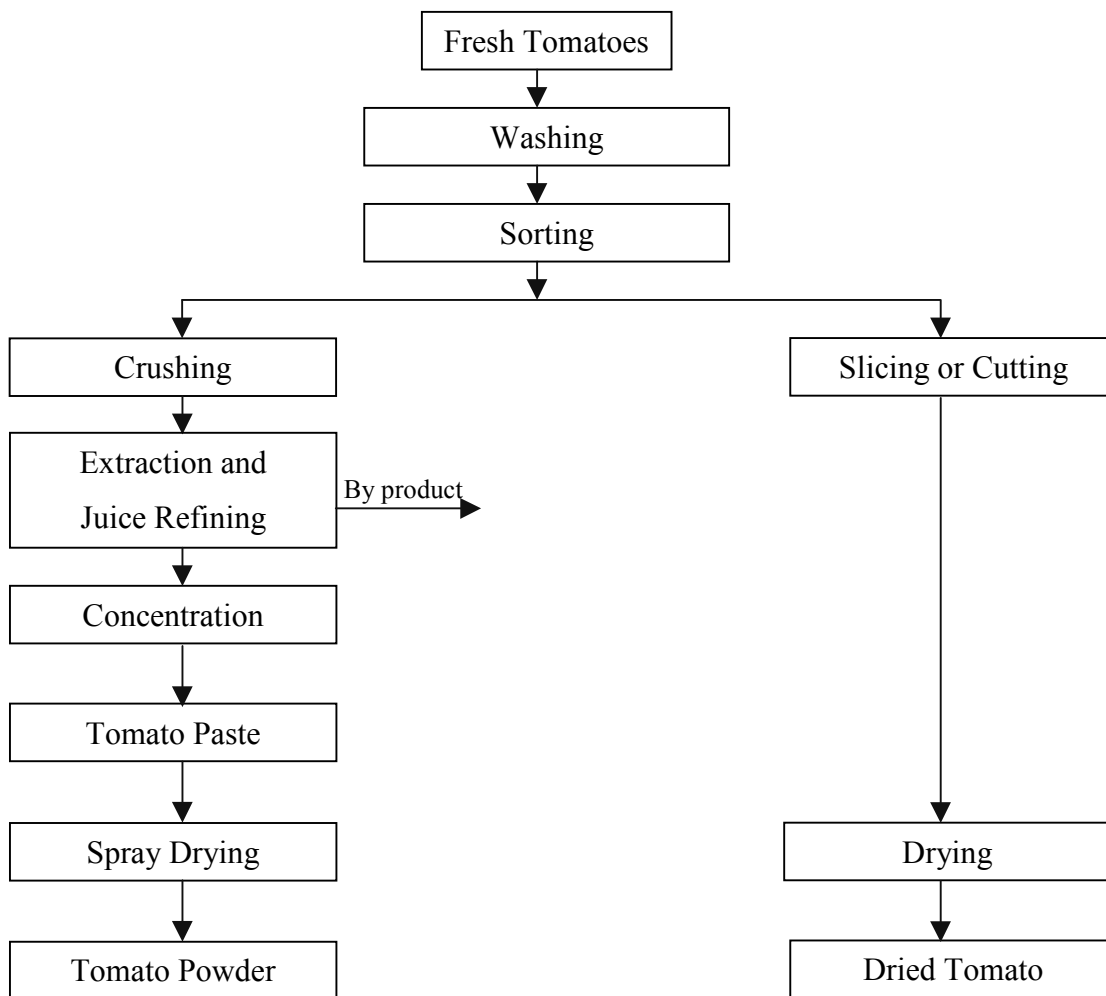 Fresh Tomatoes
Washing
Sorting
Crushing
Slicing or Cutting
Extraction and
Juice Refining
By product
Concentration
Tomato Paste
Spray Drying
Drying
Tomato Powder
Dried Tomato